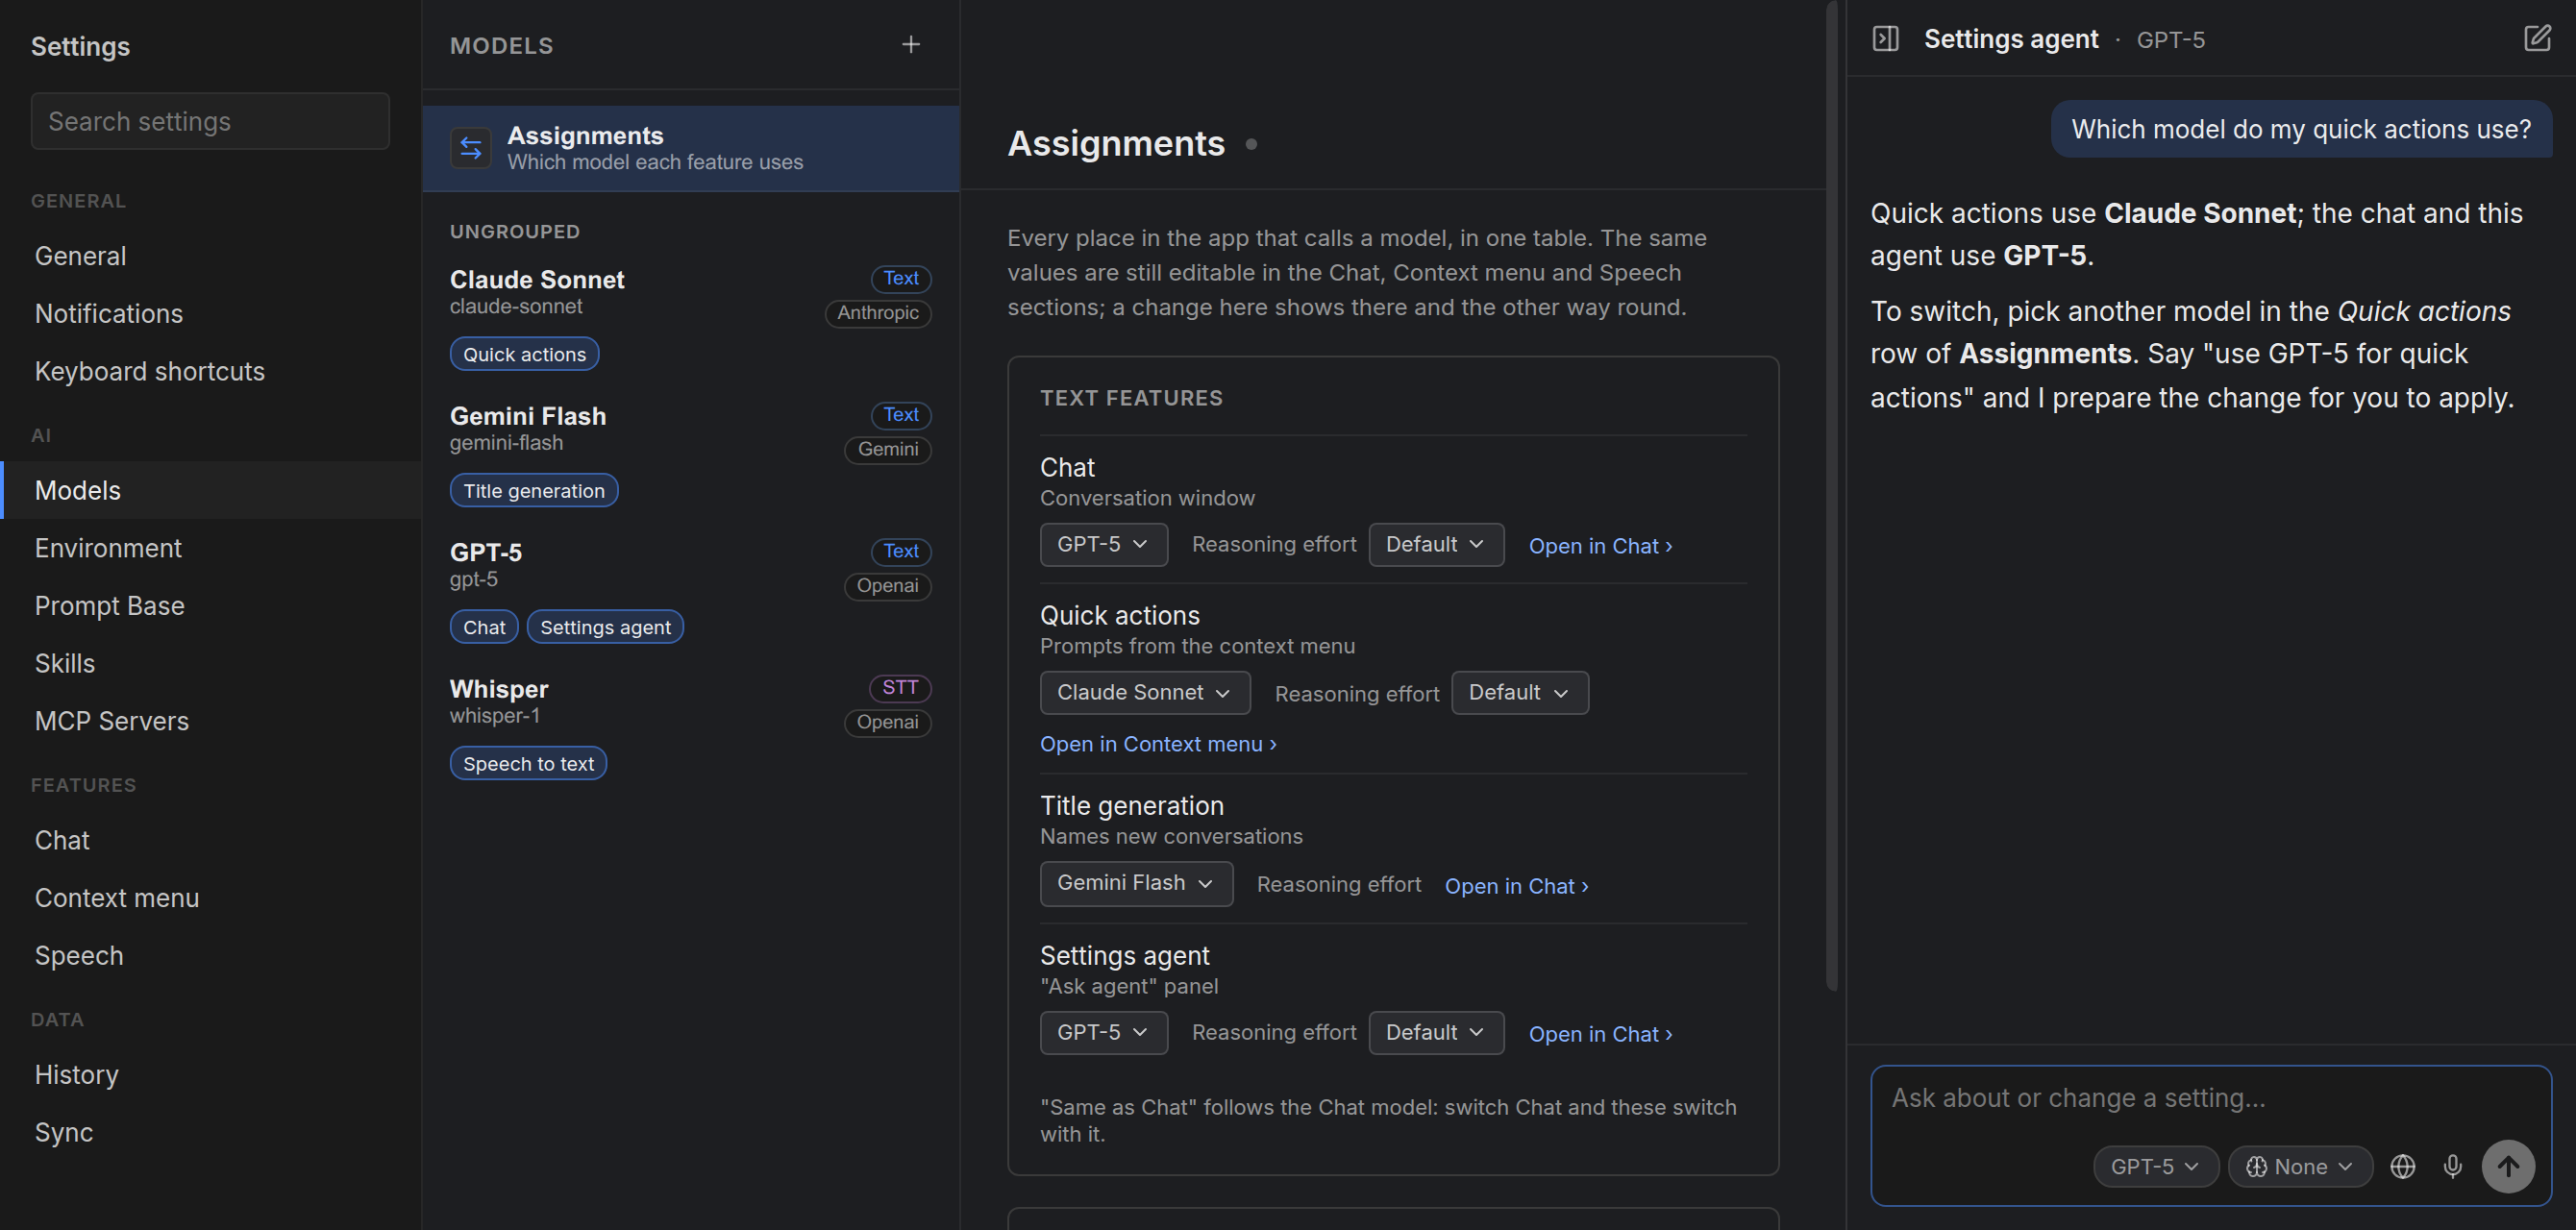 Settings
Search settings
GENERAL
General
Notifications
Keyboard shortcuts
AI
Models
Environment
Prompt Base
Skills
MCP Servers
FEATURES
Chat
Context menu
Speech
DATA
History
Sync
MODELS
Assignments
Which model each feature uses
UNGROUPED
Claude Sonnet
Text
claude-sonnet
Anthropic
Quick actions
Gemini Flash
Text
gemini-flash
Gemini
Title generation
GPT-5
Text
gpt-5
Openai
Chat Settings agent
Whisper
STT
whisper-1
Openai
Speech to text
Assignments
Every place in the app that calls a model, in one table. The same
values are still editable in the Chat, Context menu and Speech
sections; a change here shows there and the other way round.
TEXT FEATURES
Chat
Conversation window
GPT-5 Reasoning effort Default Open in Chat ›
Quick actions
Prompts from the context menu
Claude Sonnet Reasoning effort Default
Open in Context menu ›
Title generation
Names new conversations
Gemini Flash Reasoning effort Open in Chat ›
Settings agent
"Ask agent" panel
GPT-5 Reasoning effort Default Open in Chat ›
"Same as Chat" follows the Chat model: switch Chat and these switch
with it.
Settings agent · GPT-5
Which model do my quick actions use?
Quick actions use Claude Sonnet; the chat and this
agent use GPT-5.
To switch, pick another model in the Quick actions
row of Assignments. Say "use GPT-5 for quick
actions" and I prepare the change for you to apply.
Ask about or change a setting...
GPT-5 None